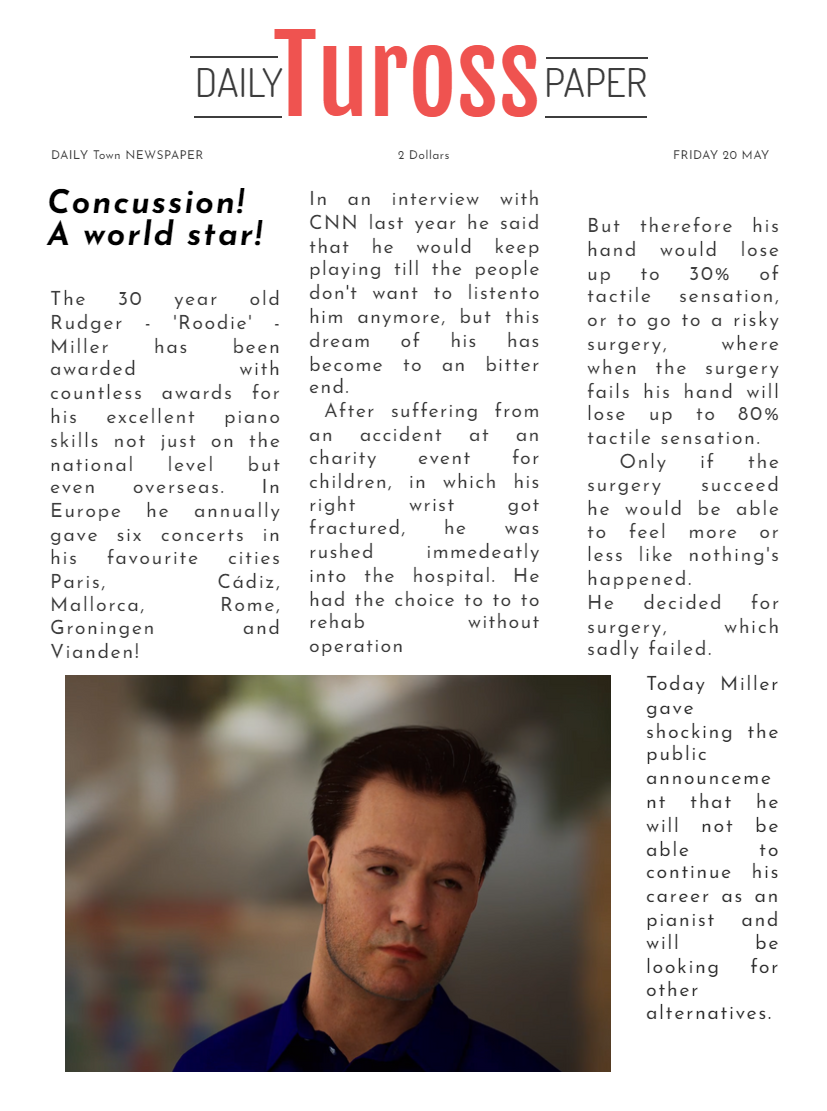 DAILY Tuross PAPER
DAILY Town NEWSPAPER
2 Dollars
FRIDAY 20 MAY
Concussion!
A world star!
The 30 year old
Rudger - 'Roodie' -
Miller has been
awarded with
countless awards for
his excellent piano
skills not just on the
national level but
even overseas. In
Europe he annually
gave six concerts in
his favourite cities
Paris, Cádiz,
Mallorca, Rome,
Groningen and
Vianden!
In an interview with
CNN last year he said
that he would keep
playing till the people
don't want to listento
him anymore, but this
dream of his has
become to an bitter
end.
After suffering from
an accident at an
charity event for
children, in which his
right wrist got
fractured, he was
rushed immedeatly
into the hospital. He
had the choice to to to
rehab without
operation
But therefore his
hand would lose
up to 30% of
tactile sensation,
or to go to a risky
surgery, where
when the surgery
fails his hand will
lose up to 80%
tactile sensation.
Only if the
surgery succeed
he would be able
to feel more or
less like nothing's
happened.
He decided for
surgery, which
sadly failed.
Today Miller
gave
shocking the
public
announceme
nt that he
will not be
able to
continue his
career as an
pianist and
will be
looking for
other
alternatives.